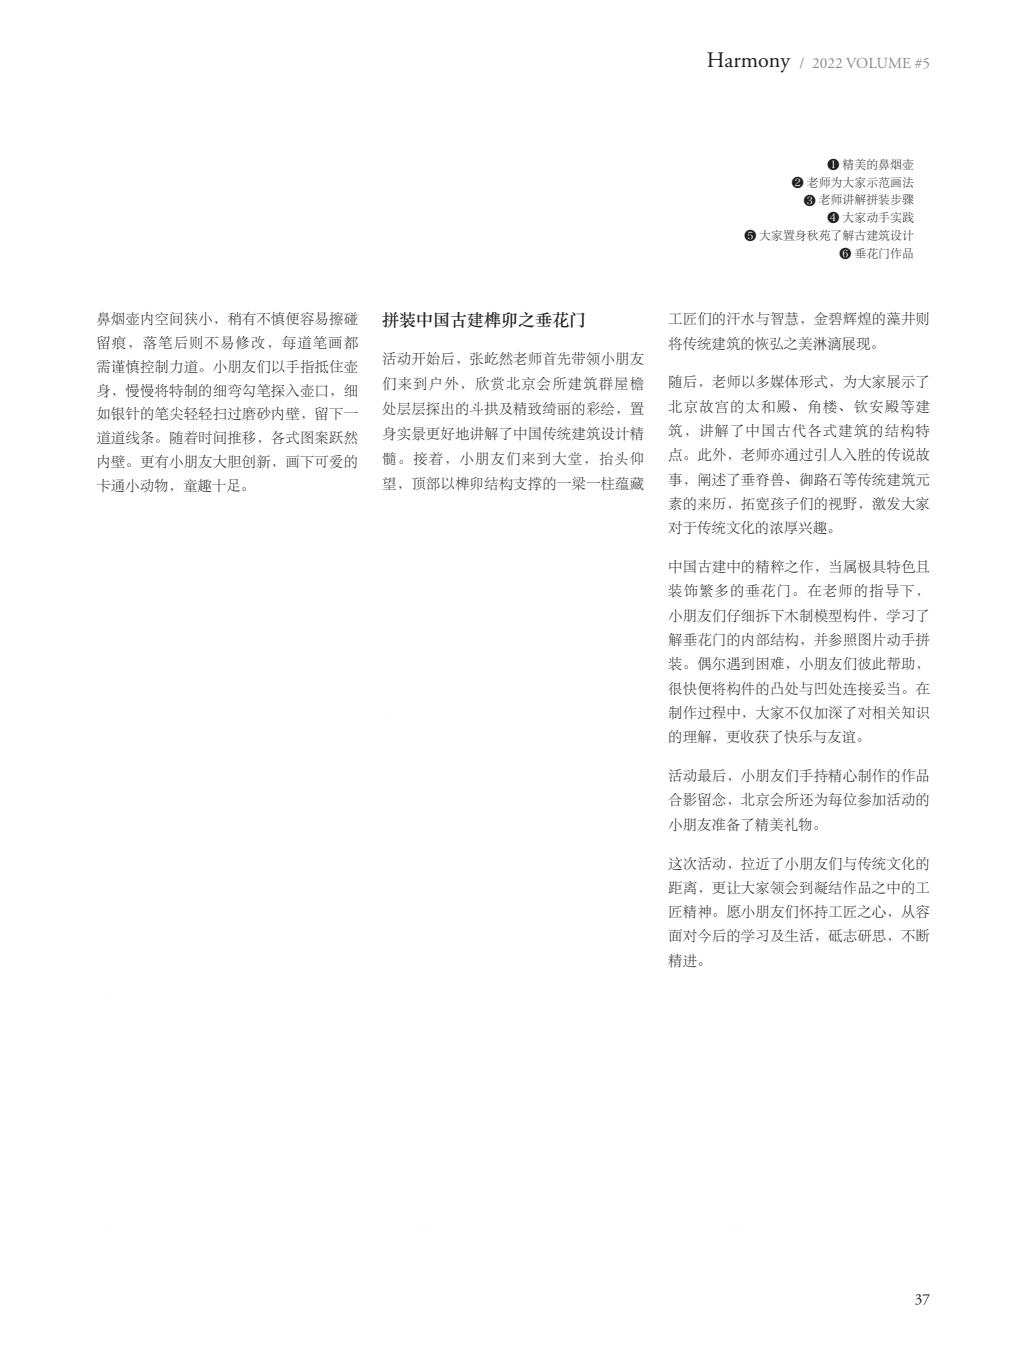 Harmony / 2022 VOLUME #5
❶ 精美的鼻烟壶
❷ 老师为大家示范画法
❸ 老师讲解拼装步骤
❹ 大家动手实践
❺ 大家置身秋苑了解古建筑设计
❻ 垂花门作品
鼻烟壶内空间狭小，稍有不慎便容易擦碰
留痕，落笔后则不易修改，每道笔画都
需谨慎控制力道。小朋友们以手指抵住壶
身，慢慢将特制的细弯勾笔探入壶口，细
如银针的笔尖轻轻扫过磨砂内壁，留下一
道道线条。随着时间推移，各式图案跃然
内壁。更有小朋友大胆创新，画下可爱的
卡通小动物，童趣十足。
拼装中国古建榫卯之垂花门
活动开始后，张屹然老师首先带领小朋友
们来到户外，欣赏北京会所建筑群屋檐
处层层探出的斗拱及精致绮丽的彩绘，置
身实景更好地讲解了中国传统建筑设计精
髓。接着，小朋友们来到大堂，抬头仰
望，顶部以榫卯结构支撑的一梁一柱蕴藏
工匠们的汗水与智慧，金碧辉煌的藻井则
将传统建筑的恢弘之美淋漓展现。
随后，老师以多媒体形式，为大家展示了
北京故宫的太和殿、角楼、钦安殿等建
筑，讲解了中国古代各式建筑的结构特
点。此外，老师亦通过引人入胜的传说故
事，阐述了垂脊兽、御路石等传统建筑元
素的来历，拓宽孩子们的视野，激发大家
对于传统文化的浓厚兴趣。
中国古建中的精粹之作，当属极具特色且
装饰繁多的垂花门。在老师的指导下，
小朋友们仔细拆下木制模型构件，学习了
解垂花门的内部结构，并参照图片动手拼
装。偶尔遇到困难，小朋友们彼此帮助，
很快便将构件的凸处与凹处连接妥当。在
制作过程中，大家不仅加深了对相关知识
的理解，更收获了快乐与友谊。
活动最后，小朋友们手持精心制作的作品
合影留念，北京会所还为每位参加活动的
小朋友准备了精美礼物。
这次活动，拉近了小朋友们与传统文化的
距离，更让大家领会到凝结作品之中的工
匠精神。愿小朋友们怀持工匠之心，从容
面对今后的学习及生活，砥志研思，不断
精进。
37